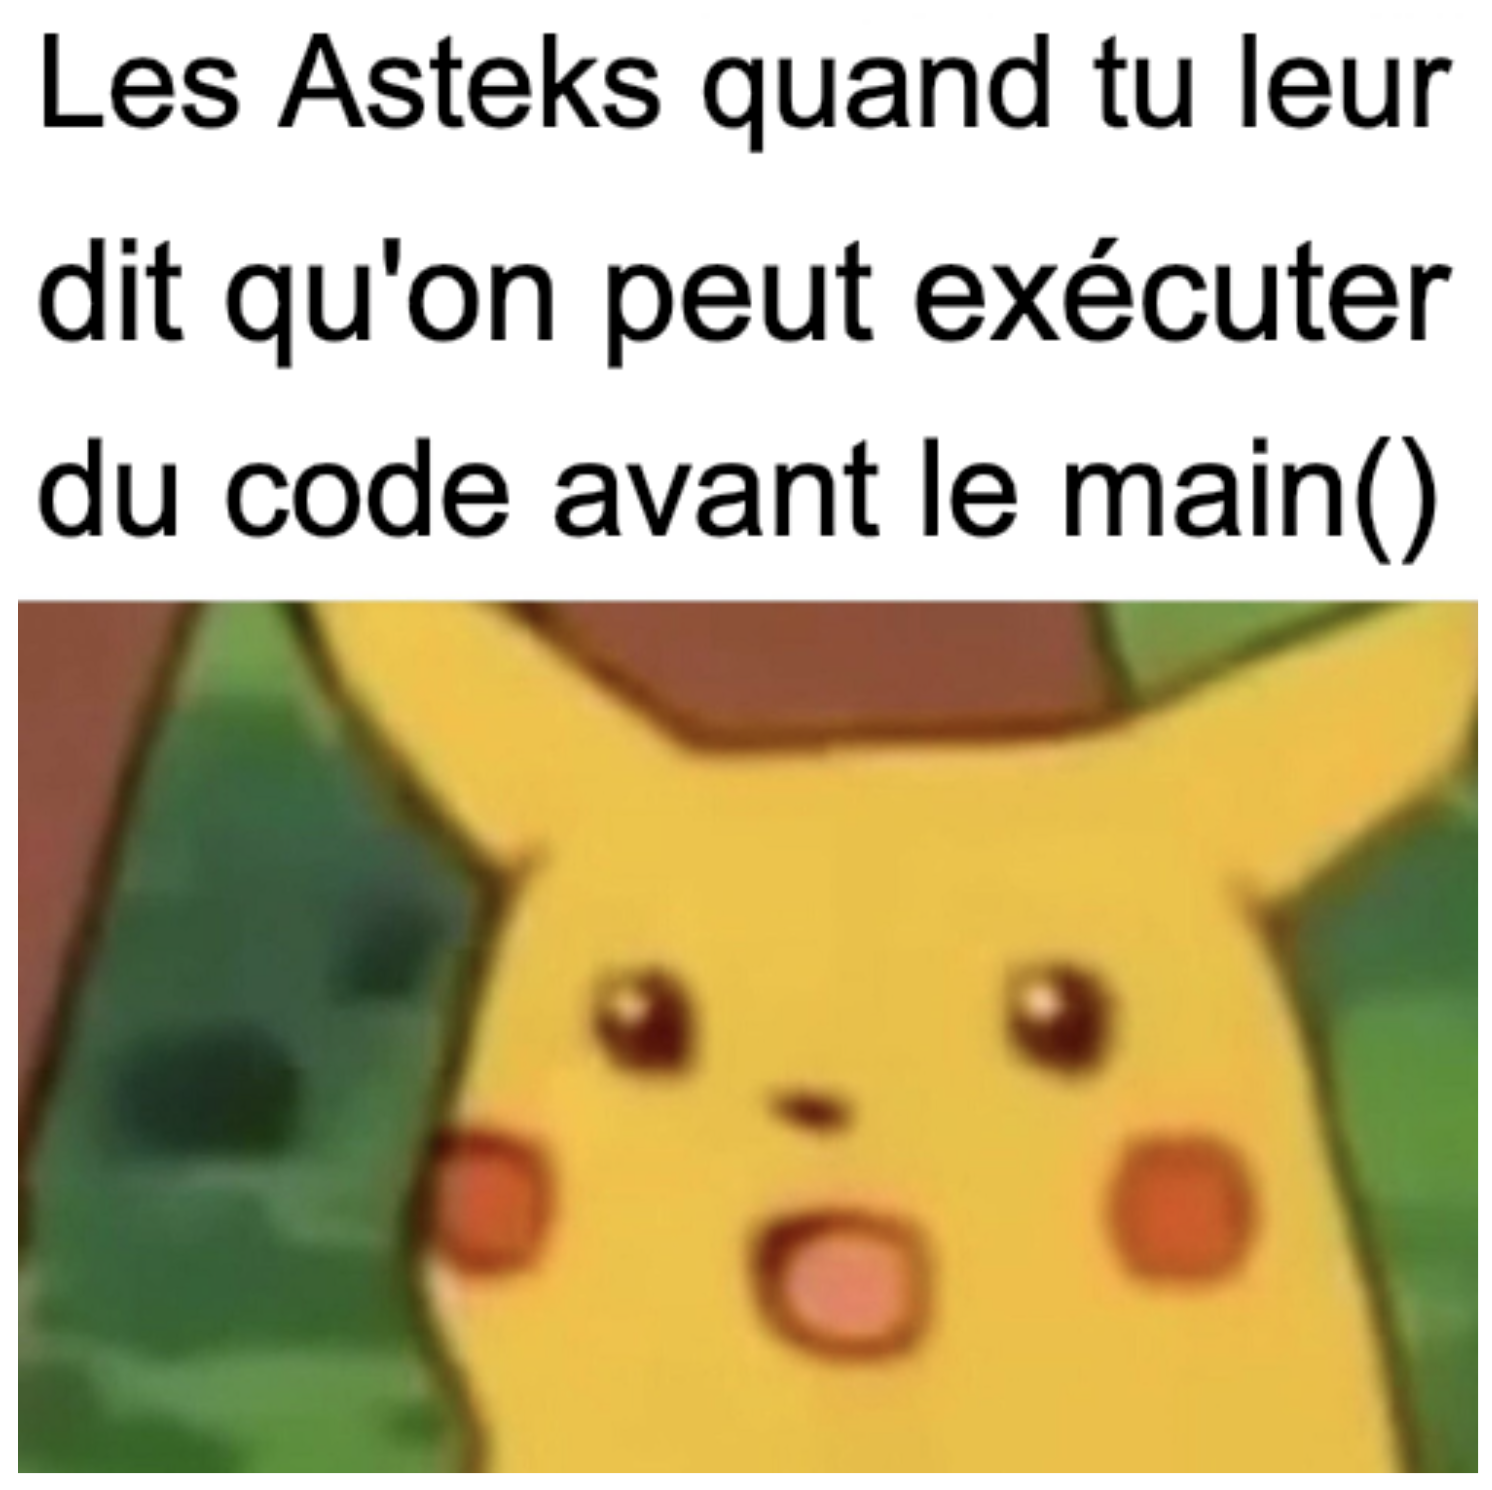 Les Asteks quand tu leur
dit qu'on peut exécuter
du code avant le main()